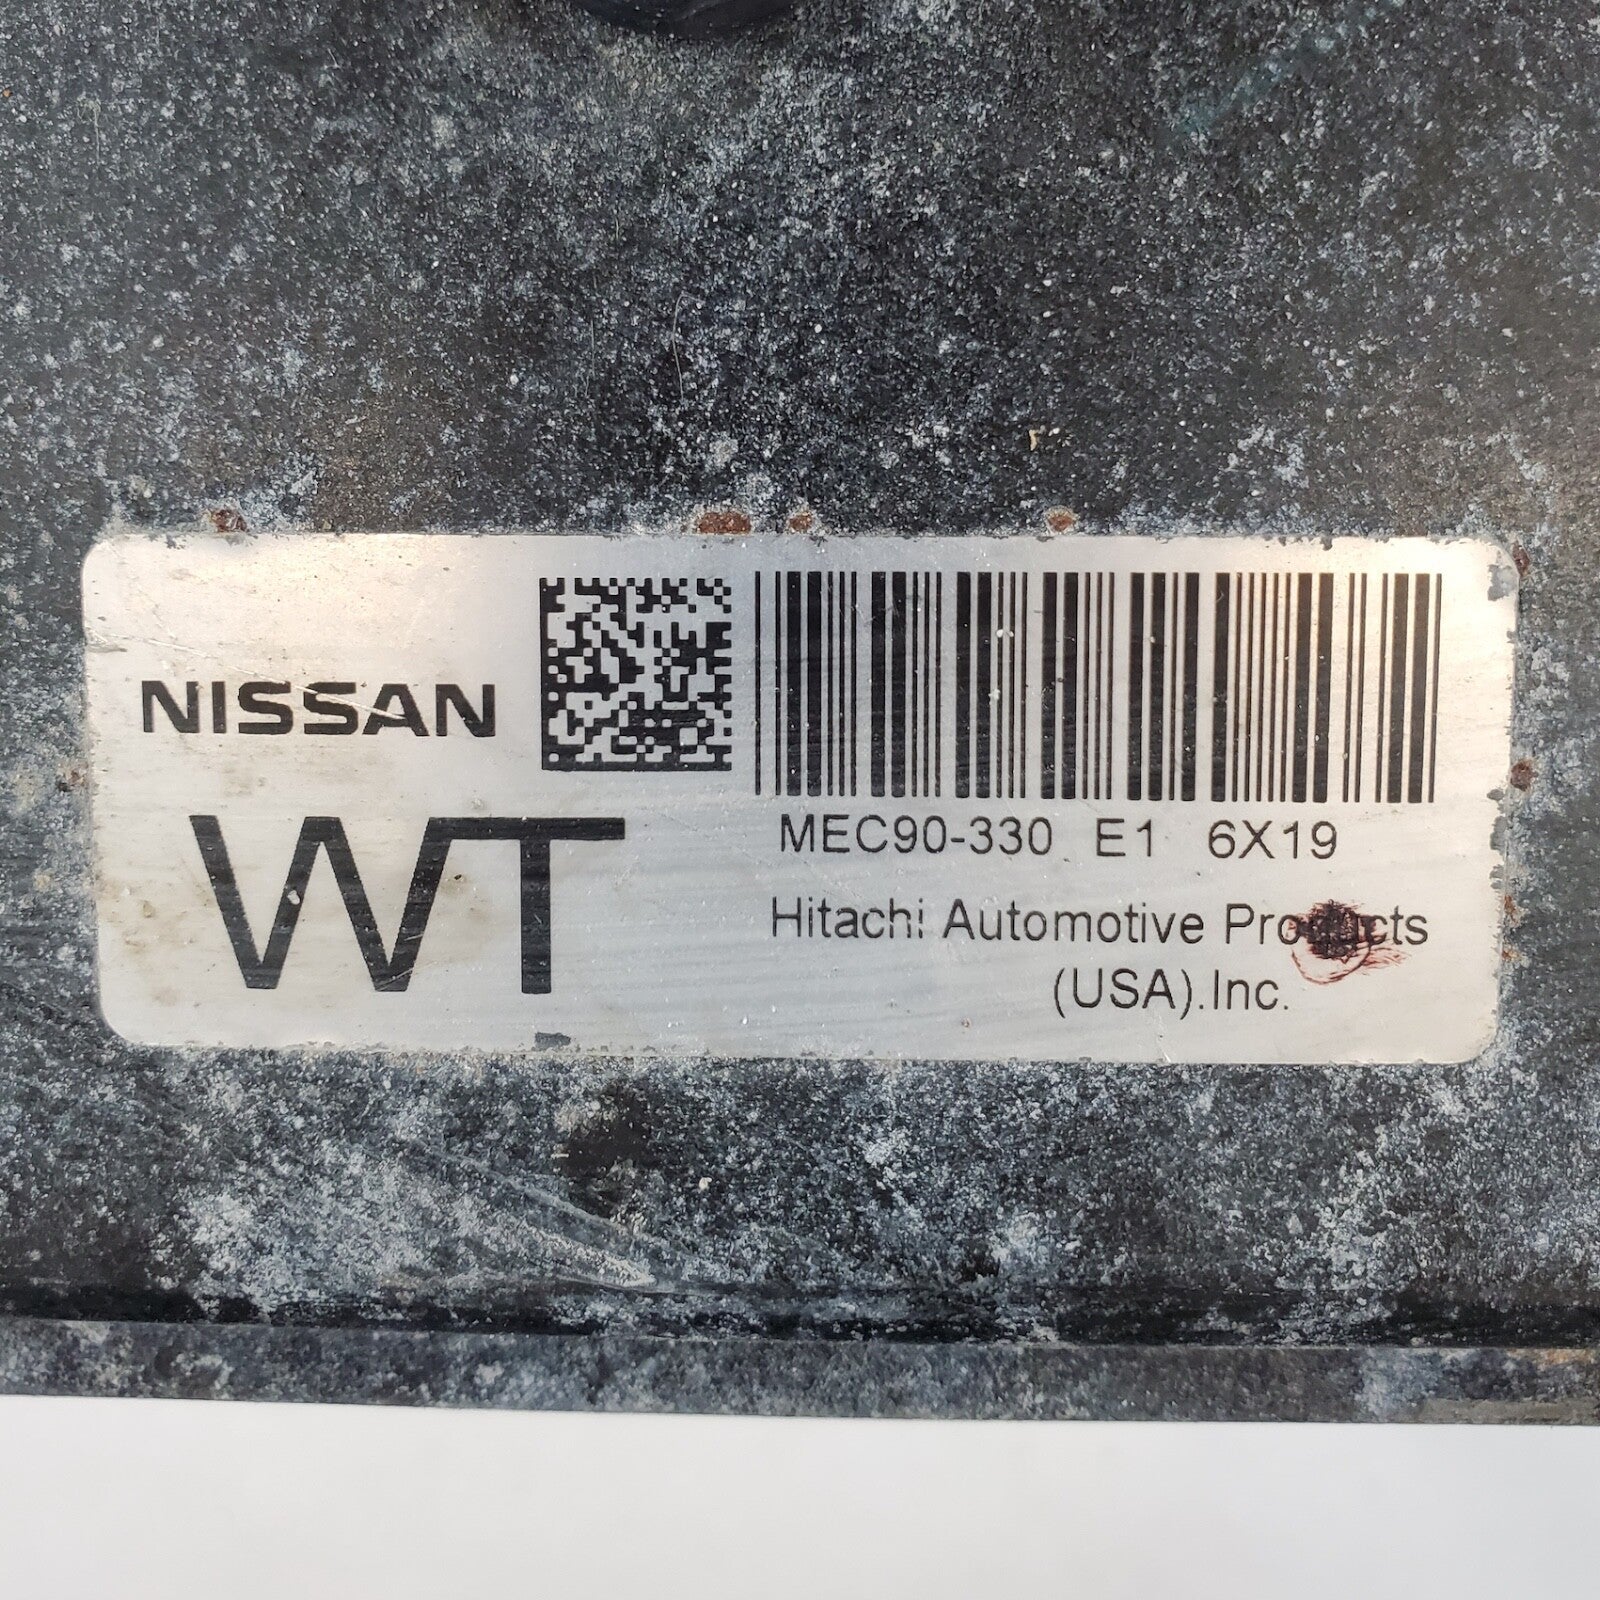 NISSAN
WT
MEC90-330 E1 6X19
Hitachi Automotive Products
(USA).Inc.